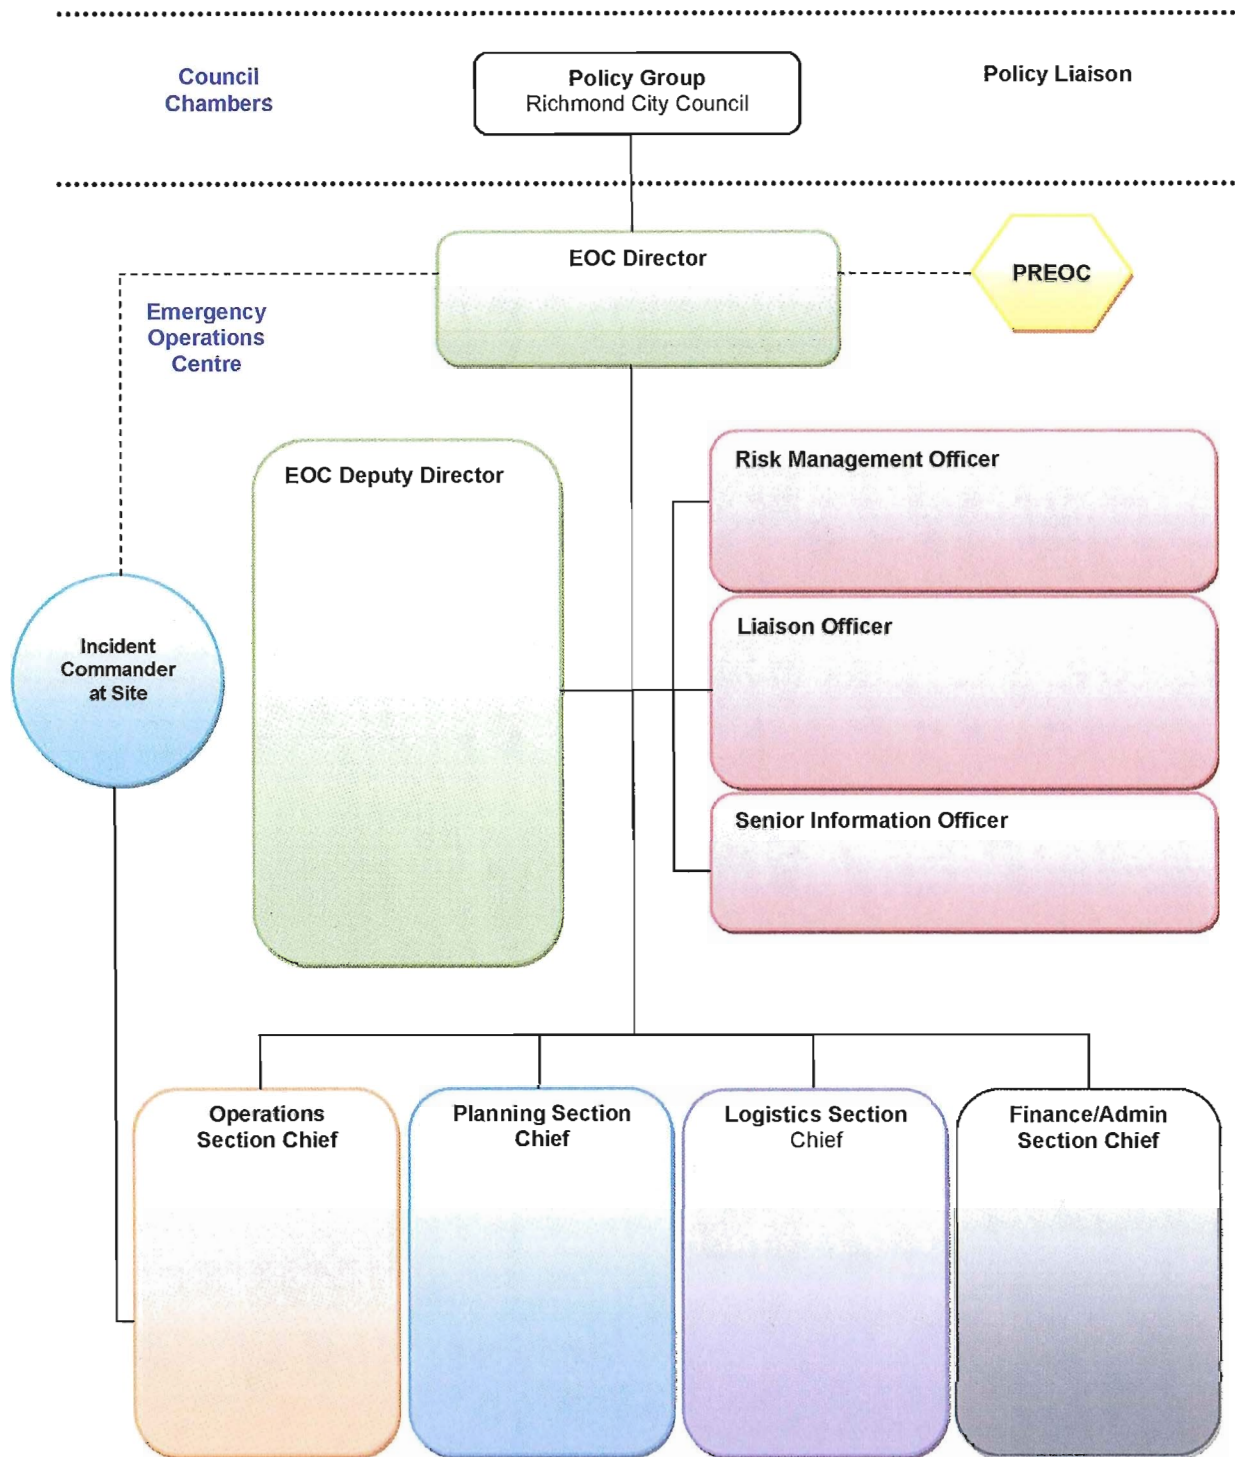 Council
Chambers
Policy Group
Richmond City Council
Policy Liaison
EOC Director
PREOC
Emergency
Operations
Centre
EOC Deputy Director
Risk Management Officer
Liaison Officer
Senior Information Officer
Incident
Commander
at Site
Operations
Section Chief
Planning Section
Chief
Logistics Section
Chief
Finance/Admin
Section Chief